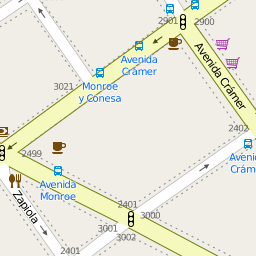 2901
2900
Avenida
Crámer
Avenida Crámer
Monroe
y Conesa
3021
2402
Avenida
Crám
2499
Avenida
Monroe
Zapiola
2401
3000
3001
3002
2401